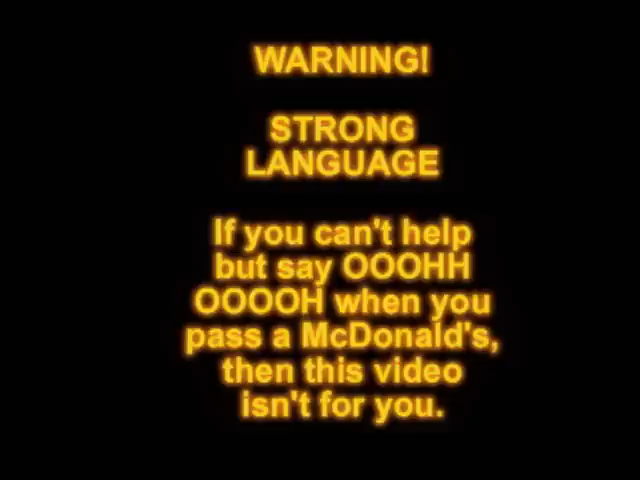 WARNING!
STRONG
LANGUAGE
If you can't help
but say OOOHH
OOOOH when you
pass a McDonald's,
then this video
isn't for you.